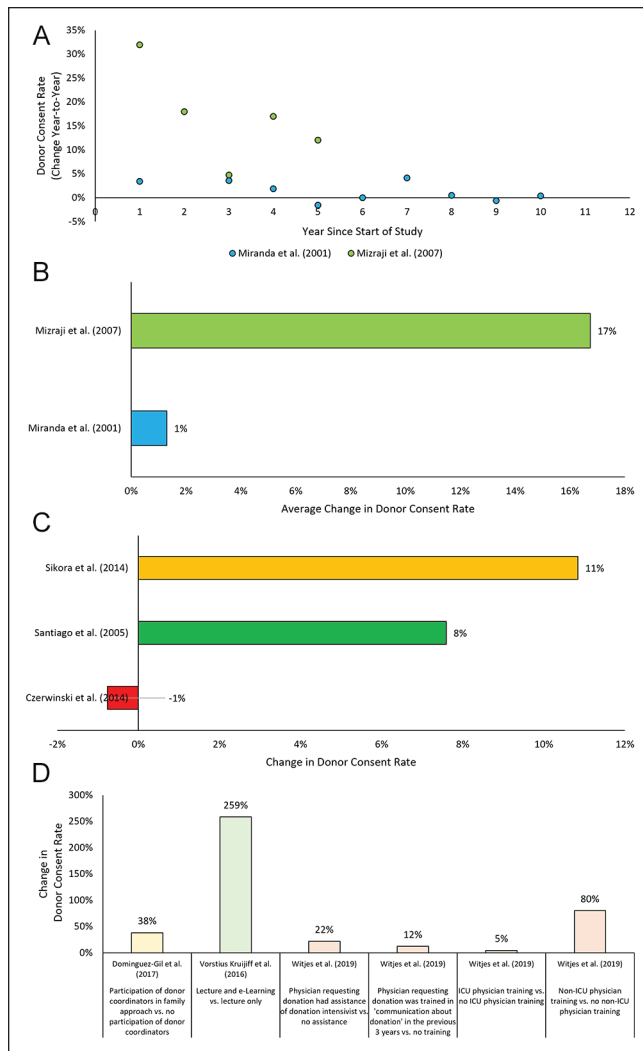 A
35%
30%
25%
20%
15%
10%
5%
0%
-5%
Donor Consent Rate
(Change Year-to-Year)
0 1 2 3 4 5 6 7 8 9 10 11 12
Year Since Start of Study
Miranda et al. (2001) Mizraji et al. (2007)
B
Mizraji et al. (2007) 17%
Miranda et al. (2001) 1%
0% 2% 4% 6% 8% 10% 12% 14% 16% 18%
Average Change in Donor Consent Rate
C
Sikora et al. (2014) 11%
Santiago et al. (2005) 8%
Czerwinski et al. (2014) -1%
-2% 0% 2% 4% 6% 8% 10% 12%
Change in Donor Consent Rate
D
300%
250%
200%
150%
100%
50%
0%
Change in
Donor Consent Rate
38% 259% 22% 12% 5% 80%
Dominguez-Gil et al.
(2017)
Participation of donor
coordinators in family
approach vs. no
participation of donor
coordinators
Vorstius Kruijiff et al.
(2016)
Lecture and e-Learning
vs. lecture only
Witjes et al. (2019)
Physician requesting
donation had assistance
of donation intensivist vs.
no assistance
Witjes et al. (2019)
Physician requesting
donation was trained in
'communication about
donation' in the previous
3 years vs. no training
Witjes et al. (2019)
ICU physician training vs.
no ICU physician training
Witjes et al. (2019)
Non-ICU physician
training vs. no non-ICU
physician training